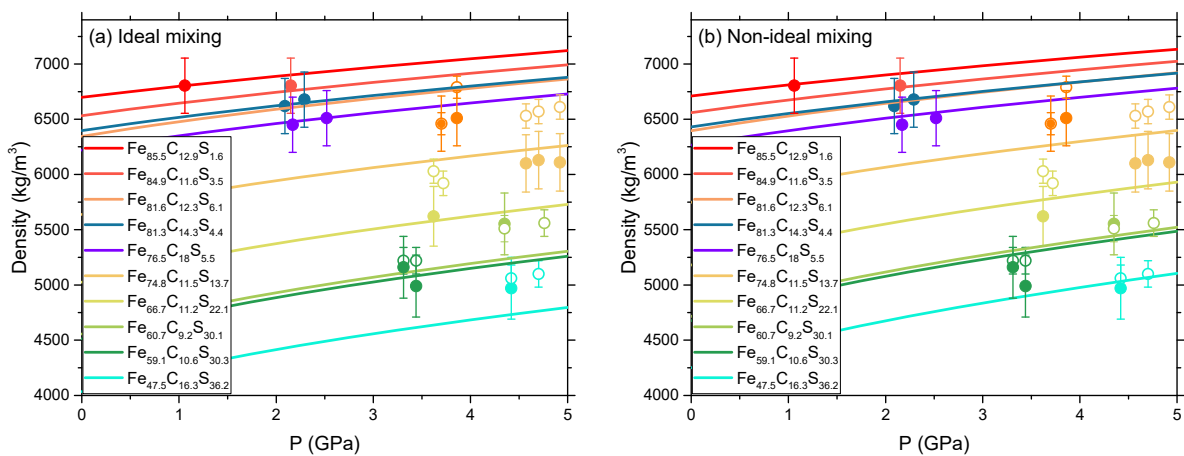 (a) Ideal mixing
Density (kg/m³)
7000
6500
6000
5500
5000
4500
4000
Fe₈₅.₅C₁₂.₉S₁.₆
Fe₈₄.₉C₁₁.₆S₃.₅
Fe₈₁.₆C₁₂.₃S₆.₁
Fe₈₁.₃C₁₄.₃S₄.₄
Fe₇₆.₅C₁₈S₅.₅
Fe₇₄.₈C₁₁.₅S₁₃.₇
Fe₆₆.₇C₁₁.₂S₂₂.₁
Fe₆₀.₇C₉.₂S₃₀.₁
Fe₅₉.₁C₁₀.₆S₃₀.₃
Fe₄₇.₅C₁₆.₃S₃₆.₂
0 1 2 3 4 5
P (GPa)
(b) Non-ideal mixing
Density (kg/m³)
7000
6500
6000
5500
5000
4500
4000
Fe₈₅.₅C₁₂.₉S₁.₆
Fe₈₄.₉C₁₁.₆S₃.₅
Fe₈₁.₆C₁₂.₃S₆.₁
Fe₈₁.₃C₁₄.₃S₄.₄
Fe₇₆.₅C₁₈S₅.₅
Fe₇₄.₈C₁₁.₅S₁₃.₇
Fe₆₆.₇C₁₁.₂S₂₂.₁
Fe₆₀.₇C₉.₂S₃₀.₁
Fe₅₉.₁C₁₀.₆S₃₀.₃
Fe₄₇.₅C₁₆.₃S₃₆.₂
0 1 2 3 4 5
P (GPa)